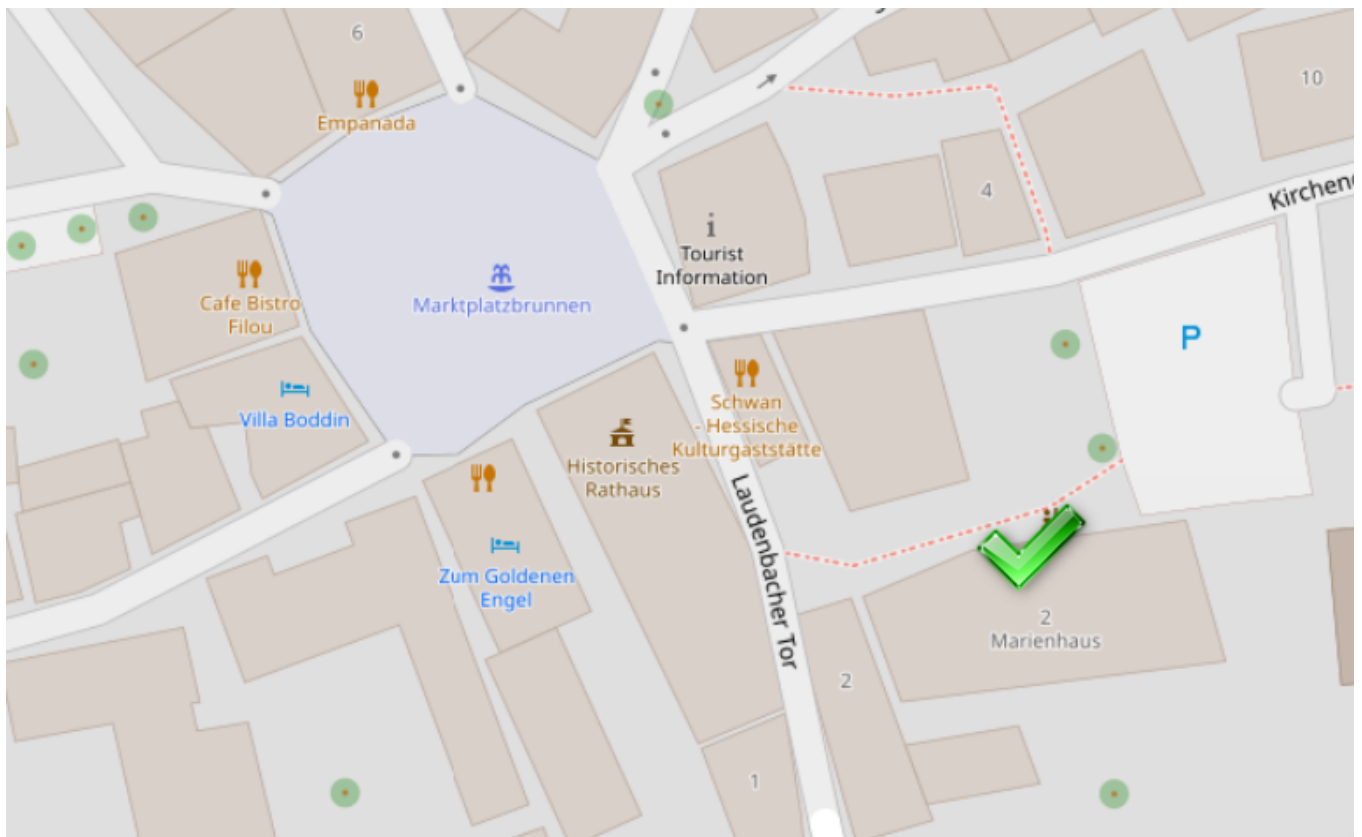 6
Empanada
10
4
Kirchen
i
Tourist
Information
Marktplatzbrunnen
Cafe Bistro
Filou
P
Villa Boddin
Schwan
- Hessische
Kulturgaststätte
Historisches
Rathaus
Laudenbacher Tor
Zum Goldenen
Engel
2
Marienhaus
2
1